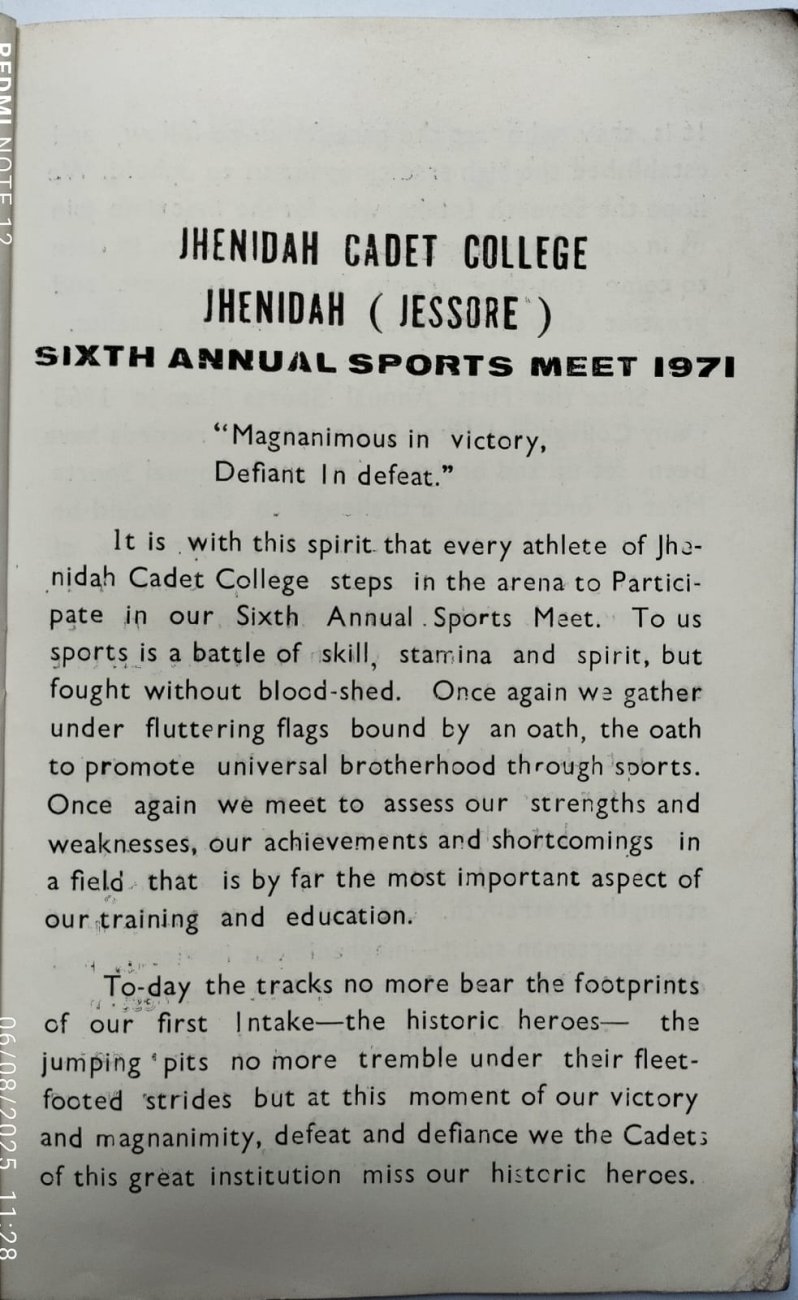 JHENIDAH CADET COLLEGE
JHENIDAH ( JESSORE )
SIXTH ANNUAL SPORTS MEET 1971
“Magnanimous in victory,
Defiant In defeat.”
It is with this spirit that every athlete of Jhe-
nidah Cadet College steps in the arena to Partici-
pate in our Sixth Annual Sports Meet. To us
sports is a battle of skill, stamina and spirit, but
fought without blood-shed. Once again we gather
under fluttering flags bound by an oath, the oath
to promote universal brotherhood through sports.
Once again we meet to assess our strengths and
weaknesses, our achievements and shortcomings in
a field that is by far the most important aspect of
our training and education.
To-day the tracks no more bear the footprints
of our first Intake—the historic heroes— the
jumping pits no more tremble under their fleet-
footed strides but at this moment of our victory
and magnanimity, defeat and defiance we the Cadets
of this great institution miss our historic heroes.
REDMI NOTE 12
06/08/2025 11:28